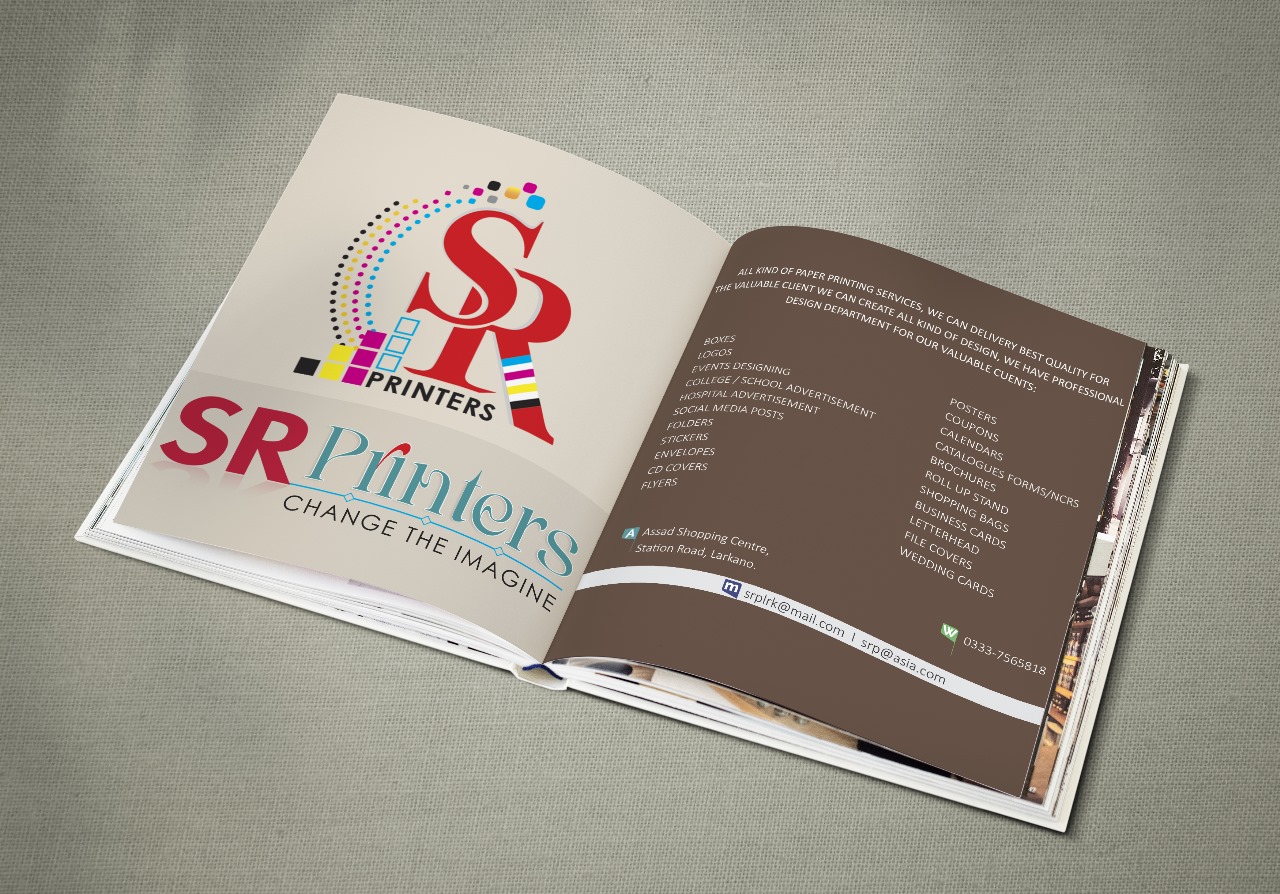 SR
PRINTERS
SR Printers
CHANGE THE IMAGINE
ALL KIND OF PAPER PRINTING SERVICES, WE CAN DELIVERY BEST QUALITY FOR
THE VALUABLE CLIENT WE CAN CREATE ALL KIND OF DESIGN, WE HAVE PROFESSIONAL
DESIGN DEPARTMENT FOR OUR VALUABLE CUENTS:
BOXES
LOGOS
EVENTS DESIGNING
COLLEGE / SCHOOL ADVERTISEMENT
HOSPITAL ADVERTISEMENT
SOCIAL MEDIA POSTS
FOLDERS
STICKERS
ENVELOPES
CD COVERS
FLYERS
POSTERS
COUPONS
CALENDARS
CATALOGUES FORMS/NCRS
BROCHURES
ROLL UP STAND
SHOPPING BAGS
BUSINESS CARDS
LETTERHEAD
FILE COVERS
WEDDING CARDS
A Assad Shopping Centre,
Station Road, Larkano.
m srplrk@mail.com | srp@asia.com
W 0333-7565818